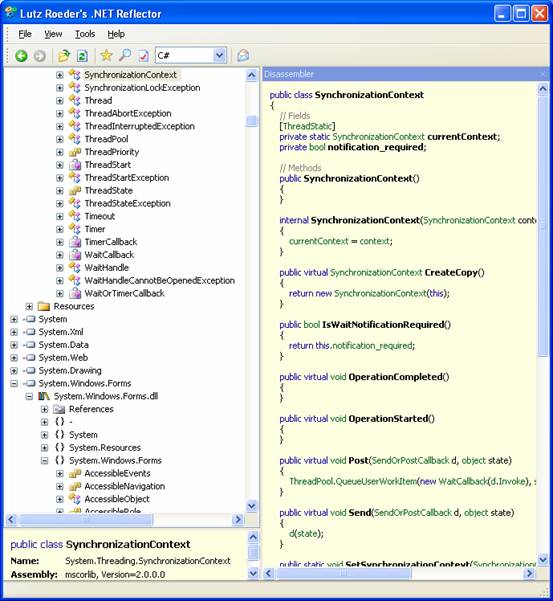 Lutz Roeder's .NET Reflector
File View Tools Help
C#
SynchronizationContext
SynchronizationLockException
Thread
ThreadAbortException
ThreadInterruptedException
ThreadPool
ThreadPriority
ThreadStart
ThreadStartException
ThreadState
ThreadStateException
Timeout
Timer
TimerCallback
WaitCallback
WaitHandle
WaitHandleCannotBeOpenedException
WaitOrTimerCallback
Resources
System
System.Xml
System.Data
System.Web
System.Drawing
System.Windows.Forms
System.Windows.Forms.dll
References
{ } -
{ } System
{ } System.Resources
{ } System.Windows.Forms
AccessibleEvents
AccessibleNavigation
AccessibleObject
AccessibleRole
public class SynchronizationContext
Name: System.Threading.SynchronizationContext
Assembly: mscorlib, Version=2.0.0.0
Disassembler
public class SynchronizationContext
{
// Fields
[ThreadStatic]
private static SynchronizationContext currentContext;
private bool notification_required;
// Methods
public SynchronizationContext()
{
}
internal SynchronizationContext(SynchronizationContext conte
{
currentContext = context;
}
public virtual SynchronizationContext CreateCopy()
{
return new SynchronizationContext(this);
}
public bool IsWaitNotificationRequired()
{
return this.notification_required;
}
public virtual void OperationCompleted()
{
}
public virtual void OperationStarted()
{
}
public virtual void Post(SendOrPostCallback d, object state)
{
ThreadPool.QueueUserWorkItem(new WaitCallback(d.Invoke), s
}
public virtual void Send(SendOrPostCallback d, object state)
{
d(state);
}
public static void SetSynchronizationContext(Synchronization